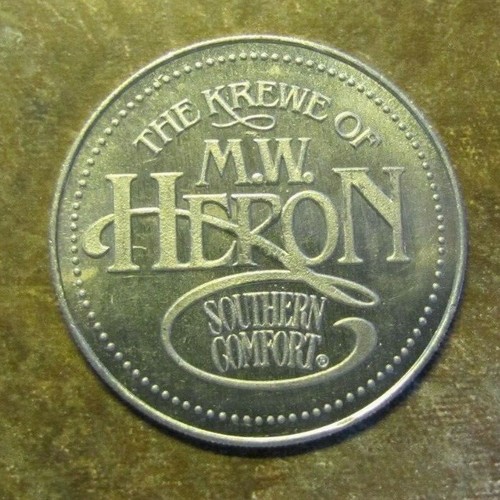 THE KREWE OF
M.W.
HERON
SOUTHERN
COMFORT®